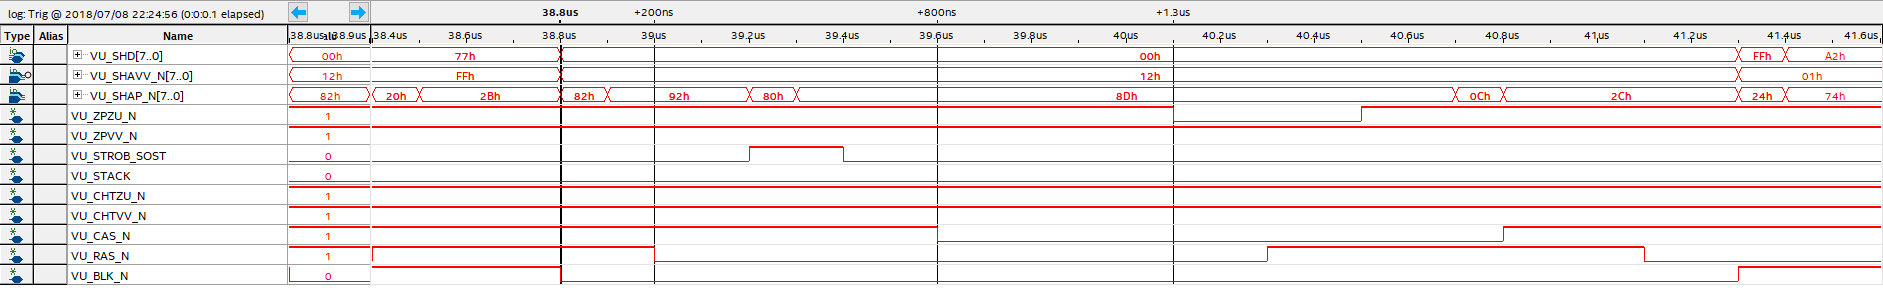 log: Trig @ 2018/07/08 22:24:56 (0:0:0.1 elapsed) 38.8us +200ns +800ns +1.3us
Type Alias Name 38.4us 38.6us 38.8us 39us 39.2us 39.4us 39.6us 39.8us 40us 40.2us 40.4us 40.6us 40.8us 41us 41.2us 41.4us 41.6us
VU_SHD[7..0] 00h 77h 00h FFh A2h
VU_SHAVV_N[7..0] 12h FFh 12h 01h
VU_SHAP_N[7..0] 82h 20h 2Bh 82h 92h 80h 8Dh 0Ch 2Ch 24h 74h
VU_ZPZU_N 1
VU_ZPVV_N 1
VU_STROB_SOST 0
VU_STACK 0
VU_CHTZU_N 1
VU_CHTVV_N 1
VU_CAS_N 1
VU_RAS_N 1
VU_BLK_N 0